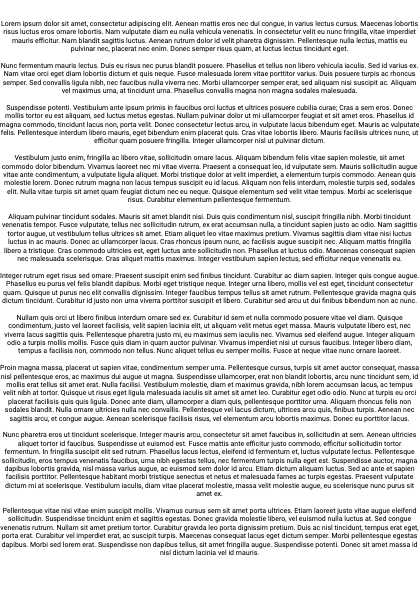 Lorem ipsum dolor sit amet, consectetur adipiscing elit. Aenean mattis eros nec dui congue, in varius lectus cursus. Maecenas lobortis
risus luctus eros ornare lobortis. Nam vulputate diam eu nulla vehicula venenatis. In consectetur velit eu nunc fringilla, vitae imperdiet
mauris efficitur. Nam blandit sagittis luctus. Aenean rutrum dolor id velit pharetra dignissim. Pellentesque nulla lectus, mattis eu
pulvinar nec, placerat nec enim. Donec semper risus quam, at luctus lectus tincidunt eget.
Nunc fermentum mauris lectus. Duis eu risus nec purus blandit posuere. Phasellus et tellus non libero vehicula iaculis. Sed id varius ex.
Nam vitae orci eget diam lobortis dictum et quis neque. Fusce malesuada lorem vitae porttitor varius. Duis posuere turpis ac rhoncus
semper. Sed convallis ligula nibh, nec faucibus nulla viverra nec. Morbi ullamcorper semper erat, sed aliquam nisi suscipit ac. Aliquam
vel maximus urna, at tincidunt urna. Phasellus convallis magna non magna sodales malesuada.
Suspendisse potenti. Vestibulum ante ipsum primis in faucibus orci luctus et ultrices posuere cubilia curae; Cras a sem eros. Donec
mollis tortor eu est aliquam, sed luctus metus egestas. Nullam pulvinar dolor ut mi ullamcorper feugiat et sit amet eros. Phasellus id
magna commodo, tincidunt lacus non, porta velit. Donec consectetur lectus arcu, in vulputate lacus bibendum eget. Mauris ac vulputate
felis. Pellentesque interdum libero mauris, eget bibendum enim placerat quis. Cras vitae lobortis libero. Mauris facilisis ultrices nunc, ut
efficitur quam posuere fringilla. Integer ullamcorper nisl ut pulvinar dictum.
Vestibulum justo enim, fringilla ac libero vitae, sollicitudin ornare lacus. Aliquam bibendum felis vitae sapien molestie, sit amet
commodo dolor bibendum. Vivamus laoreet nec mi vitae viverra. Praesent a consequat leo, id vulputate sem. Mauris sollicitudin augue
vitae ante condimentum, a vulputate ligula aliquet. Morbi tristique dolor at velit imperdiet, a elementum turpis commodo. Aenean quis
molestie lorem. Donec rutrum magna non lacus tempus suscipit eu id lacus. Aliquam non felis interdum, molestie turpis sed, sodales
elit. Nulla vitae turpis sit amet quam feugiat dictum nec eu neque. Quisque elementum sed velit vitae tempus. Morbi ac scelerisque
risus. Curabitur elementum pellentesque fermentum.
Aliquam pulvinar tincidunt sodales. Mauris sit amet blandit nisi. Duis quis condimentum nisl, suscipit fringilla nibh. Morbi tincidunt
venenatis tempor. Fusce vulputate, tellus nec sollicitudin rutrum, ex erat accumsan nulla, a tincidunt sapien justo ac odio. Nam sagittis
tortor augue, ut vestibulum ultrices sit amet. Etiam aliquet leo vitae maximus pretium. Vivamus sagittis diam vitae nisi luctus
luctus in ac mauris. Donec ac ullamcorper lacus. Cras rhoncus ipsum nunc, ac facilisis augue suscipit nec. Aliquam mattis fringilla
libero a tristique. Cras commodo ultricies est, eget luctus ante sollicitudin non. Phasellus at luctus odio. Maecenas consequat sapien
nec malesuada scelerisque. Cras aliquet mattis maximus. Integer vestibulum sapien lectus, sed efficitur neque venenatis eu.
Integer rutrum eget risus sed ornare. Praesent suscipit enim sed finibus tincidunt. Curabitur ac diam sapien. Integer quis congue augue.
Phasellus eu purus vel felis blandit dapibus. Morbi eget tristique neque. Integer urna libero, mollis vel est eget, tincidunt consectetur
quam. Quisque ut purus nec elit convallis dignissim. Integer faucibus tempus tellus sit amet rutrum. Pellentesque gravida magna quis
dictum tincidunt. Curabitur id justo non urna viverra porttitor suscipit et libero. Curabitur sed arcu ut dui finibus bibendum non ac nunc.
Nullam quis orci ut libero finibus interdum ornare sed ex. Curabitur id sem et nulla commodo posuere vitae vel diam. Quisque
condimentum, justo vel laoreet facilisis, velit sapien lacinia elit, ut aliquam velit metus eget massa. Mauris vulputate libero est, nec
viverra lacus mollis sit amet. Quisque pellentesque pharetra justo mi, eu maximus sem iaculis nec. Vivamus sed eleifend augue. Integer aliquam
odio a turpis mollis mattis. Fusce quis diam in quam auctor pulvinar. Vivamus imperdiet nisi ut cursus faucibus. Integer libero diam,
tempus a facilisis non, commodo non tellus. Nunc aliquet tellus eu semper mollis. Fusce at neque vitae nunc ornare laoreet.
Proin magna massa, placerat ut sapien vitae, condimentum semper urna. Pellentesque cursus, turpis sit amet auctor consequat, massa
nisl pellentesque eros, ac maximus dui augue ut magna. Suspendisse ullamcorper, erat non blandit lobortis, arcu nunc tincidunt sem, id
mollis erat tellus sit amet erat. Nulla facilisi. Vestibulum molestie, diam et maximus gravida, nibh lorem accumsan lacus, ac tempus
velit nibh at tortor. Quisque ut risus eget ligula malesuada iaculis sit amet sit amet leo. Curabitur eget odio odio. Nunc at turpis eu orci
placerat facilisis quis quis ligula. Donec ante diam, ullamcorper a diam quis, pellentesque porttitor urna. Aliquam rhoncus felis non
sodales blandit. Nulla ornare ultricies nulla nec convallis. Pellentesque vel lacus dictum, ultrices arcu quis, finibus turpis. Aenean nec
sagittis arcu, et congue augue. Aenean scelerisque facilisis risus, vel elementum arcu lobortis maximus. Donec eu porttitor lacus.
Nunc pharetra eros ut tincidunt scelerisque. Integer mauris arcu, consectetur sit amet faucibus in, sollicitudin et sem. Aenean ultricies
aliquet tortor id faucibus. Suspendisse ut euismod est. Fusce mattis ante efficitur justo commodo, efficitur sollicitudin tortor
fermentum. In fringilla suscipit elit sed rutrum. Phasellus lacus lectus, eleifend id fermentum et, luctus vulputate lectus. Pellentesque
sollicitudin, eros tempus venenatis faucibus, urna nibh egestas tellus, nec fermentum turpis nulla eget est. Suspendisse auctor, magna
dapibus lobortis gravida, nisl massa varius augue, ac euismod sem dolor id arcu. Etiam dictum aliquam luctus. Sed ac ante et sapien
facilisis porttitor. Pellentesque habitant morbi tristique senectus et netus et malesuada fames ac turpis egestas. Praesent vulputate
dictum mi at scelerisque. Vestibulum iaculis, diam vitae placerat molestie, massa velit molestie augue, eu scelerisque nunc purus sit
amet ex.
Pellentesque vitae nisi vitae enim suscipit mollis. Vivamus cursus sem sit amet porta ultrices. Etiam laoreet justo vitae augue eleifend
sollicitudin. Suspendisse tincidunt enim et sagittis egestas. Donec gravida molestie libero, vel euismod nulla luctus at. Sed congue
venenatis rutrum. Nullam sit amet pretium tortor. Curabitur gravida leo porta dignissim pretium. Duis ac nisl tincidunt, tempus erat eget,
porta erat. Curabitur vel imperdiet erat, ac suscipit turpis. Maecenas consequat lacus eget dictum semper. Morbi pellentesque egestas
dapibus. Morbi sed lorem erat. Suspendisse non dapibus tellus, sit amet fringilla augue. Suspendisse potenti. Donec sit amet massa id
nisl dictum lacinia vel id mauris.